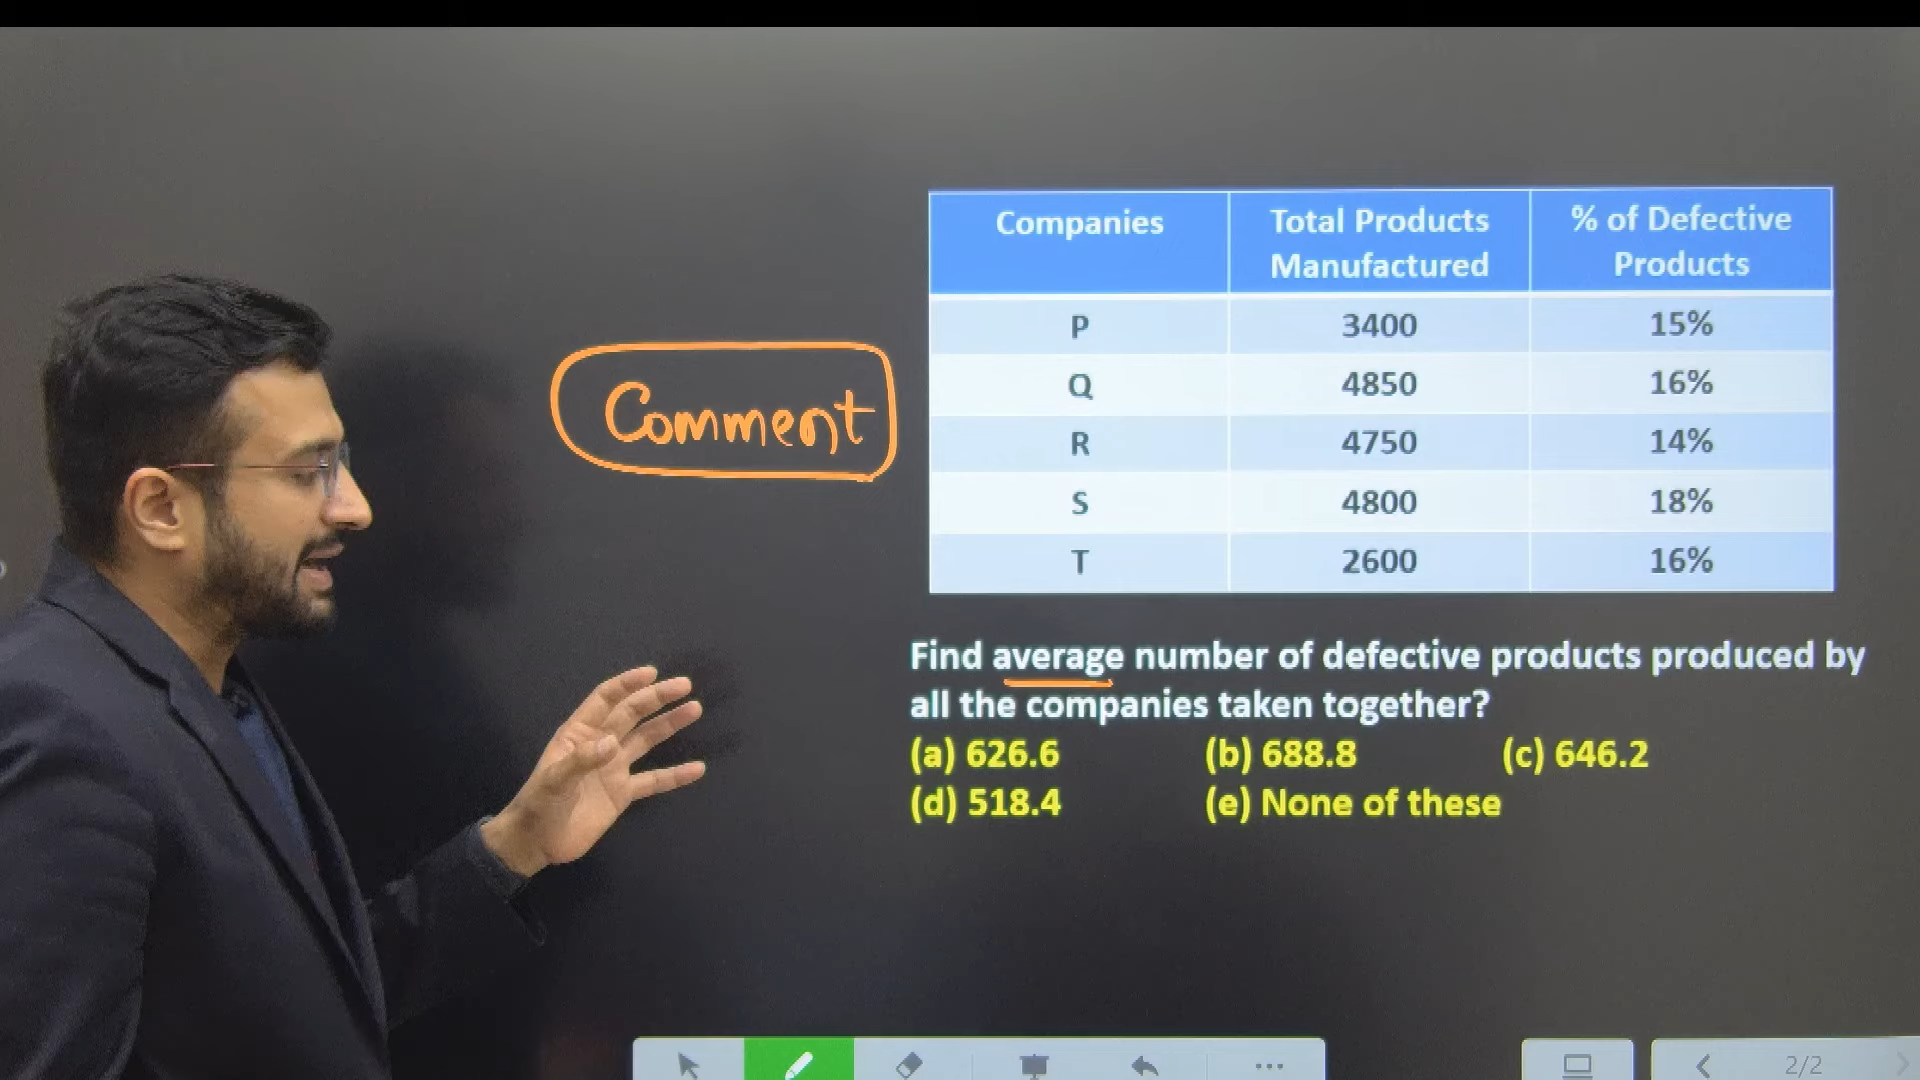 Companies Total Products Manufactured % of Defective Products
P 3400 15%
Q 4850 16%
Comment
R 4750 14%
S 4800 18%
T 2600 16%
Find average number of defective products produced by
all the companies taken together?
(a) 626.6 (b) 688.8 (c) 646.2
(d) 518.4 (e) None of these
2/2